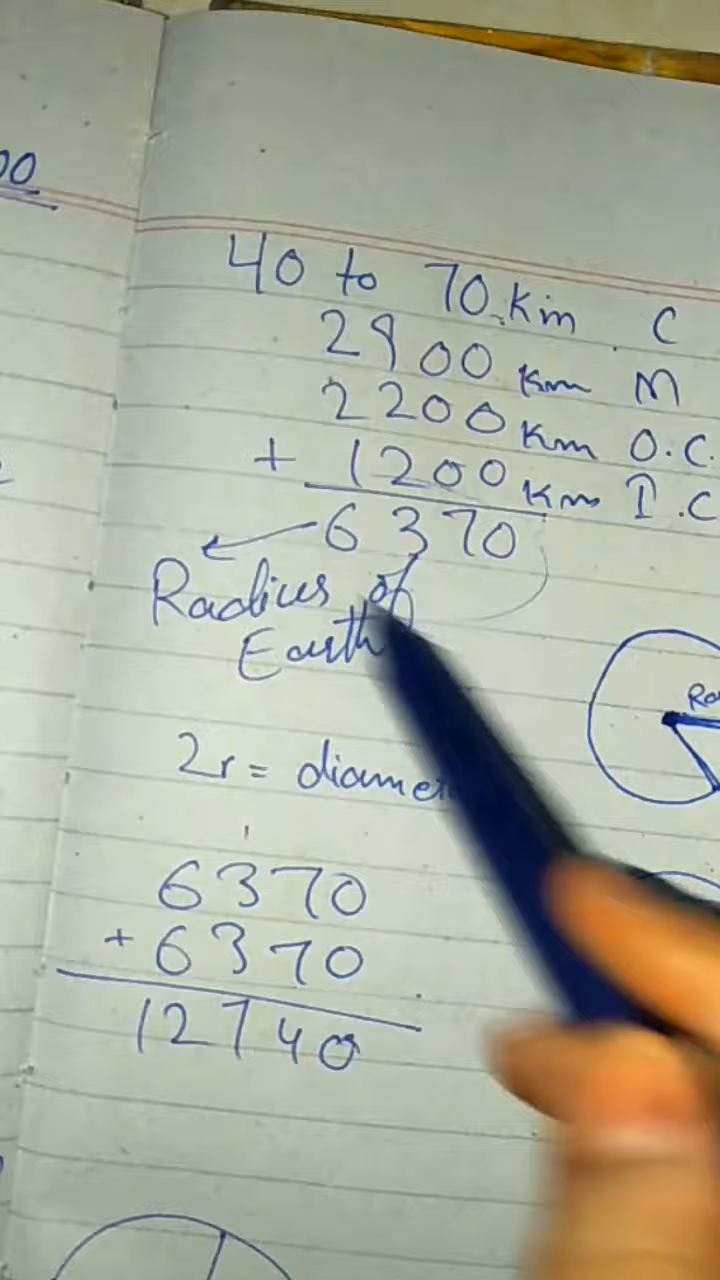 00
40 to 70 km C
2900 km M
2200 km O.C.
+ 1200 km I.C
6370
Radius of
Earth
2r = diame
6370
+ 6370
12740